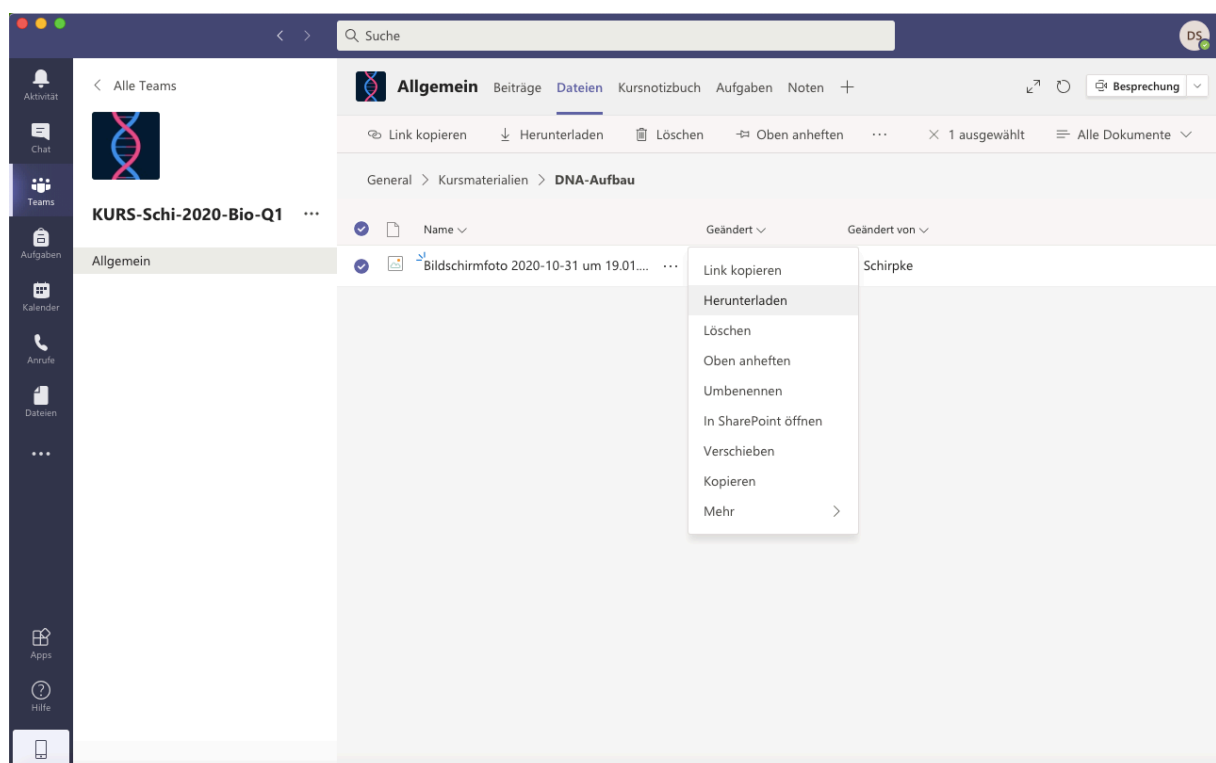 Suche
DS
Aktivität
Chat
Teams
Aufgaben
Kalender
Anrufe
Dateien
Apps
Hilfe
Alle Teams
KURS-Schi-2020-Bio-Q1 ...
Allgemein
Allgemein Beiträge Dateien Kursnotizbuch Aufgaben Noten + Besprechung
Link kopieren Herunterladen Löschen Oben anheften ... 1 ausgewählt Alle Dokumente
General > Kursmaterialien > DNA-Aufbau
Name Geändert Geändert von
Bildschirmfoto 2020-10-31 um 19.01.... ... Schirpke
Link kopieren
Herunterladen
Löschen
Oben anheften
Umbenennen
In SharePoint öffnen
Verschieben
Kopieren
Mehr